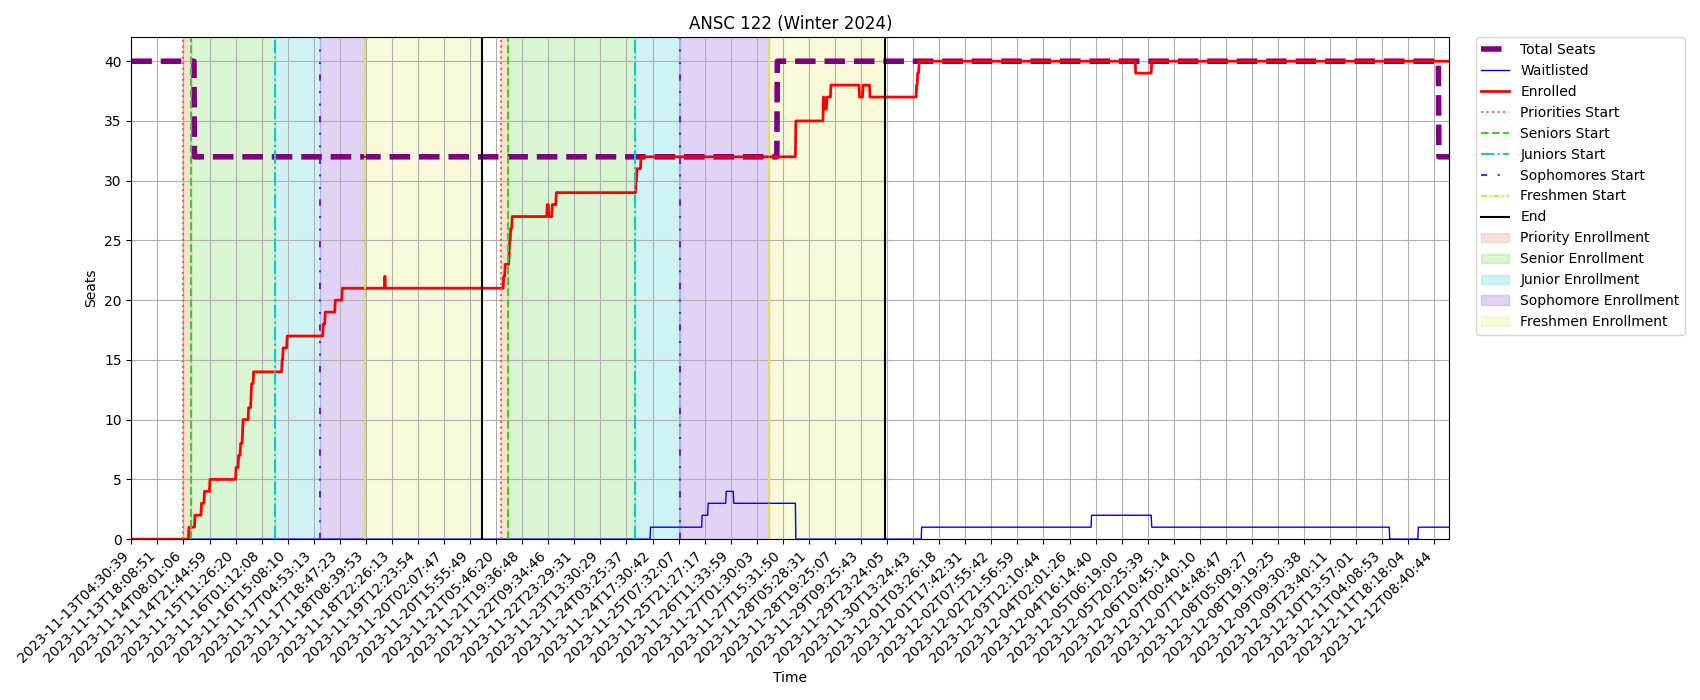 ANSC 122 (Winter 2024)
Seats
40
35
30
25
20
15
10
5
0
2023-11-13T04:30:39
2023-11-13T18:08:51
2023-11-14T08:01:06
2023-11-14T21:44:59
2023-11-15T11:26:20
2023-11-16T01:12:08
2023-11-16T15:08:10
2023-11-17T04:53:13
2023-11-17T18:47:23
2023-11-18T08:39:53
2023-11-18T22:26:13
2023-11-19T12:23:54
2023-11-20T02:07:47
2023-11-20T15:55:49
2023-11-21T05:46:20
2023-11-21T19:36:48
2023-11-22T09:34:46
2023-11-22T23:29:31
2023-11-23T13:30:29
2023-11-24T03:25:37
2023-11-24T17:30:42
2023-11-25T07:32:07
2023-11-25T21:27:17
2023-11-26T11:33:59
2023-11-27T01:30:03
2023-11-27T15:31:50
2023-11-28T05:28:31
2023-11-28T19:25:07
2023-11-29T09:25:43
2023-11-29T23:24:05
2023-11-30T13:24:43
2023-12-01T03:26:18
2023-12-01T17:42:31
2023-12-02T07:55:42
2023-12-02T21:56:59
2023-12-03T12:10:44
2023-12-04T02:01:26
2023-12-04T16:14:40
2023-12-05T06:19:00
2023-12-05T20:25:39
2023-12-06T10:45:14
2023-12-07T00:40:10
2023-12-07T14:48:47
2023-12-08T05:09:27
2023-12-08T19:19:25
2023-12-09T09:30:38
2023-12-09T23:40:11
2023-12-10T13:57:01
2023-12-11T04:08:53
2023-12-11T18:18:04
2023-12-12T08:40:44
Time
Total Seats
Waitlisted
Enrolled
Priorities Start
Seniors Start
Juniors Start
Sophomores Start
Freshmen Start
End
Priority Enrollment
Senior Enrollment
Junior Enrollment
Sophomore Enrollment
Freshmen Enrollment